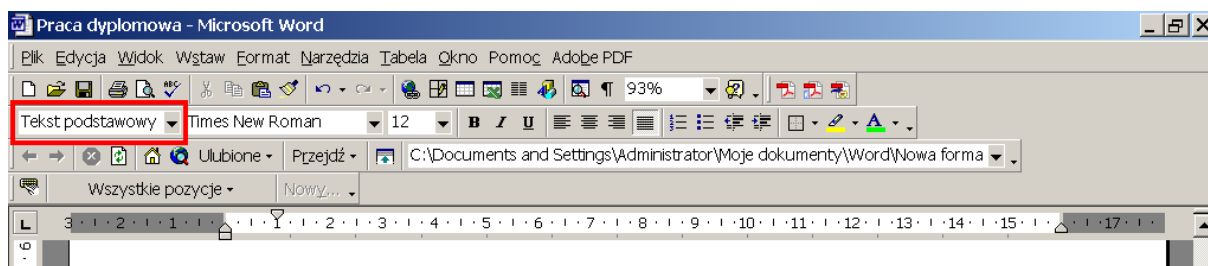 Praca dyplomowa - Microsoft Word
Plik Edycja Widok Wstaw Format Narzędzia Tabela Okno Pomoc Adobe PDF
ABC 93%
Tekst podstawowy Times New Roman 12 B I U A
Ulubione Przejdź C:\Documents and Settings\Administrator\Moje dokumenty\Word\Nowa forma
Wszystkie pozycje Nowy...
L 3 2 1 1 2 3 4 5 6 7 8 9 10 11 12 13 14 15 17